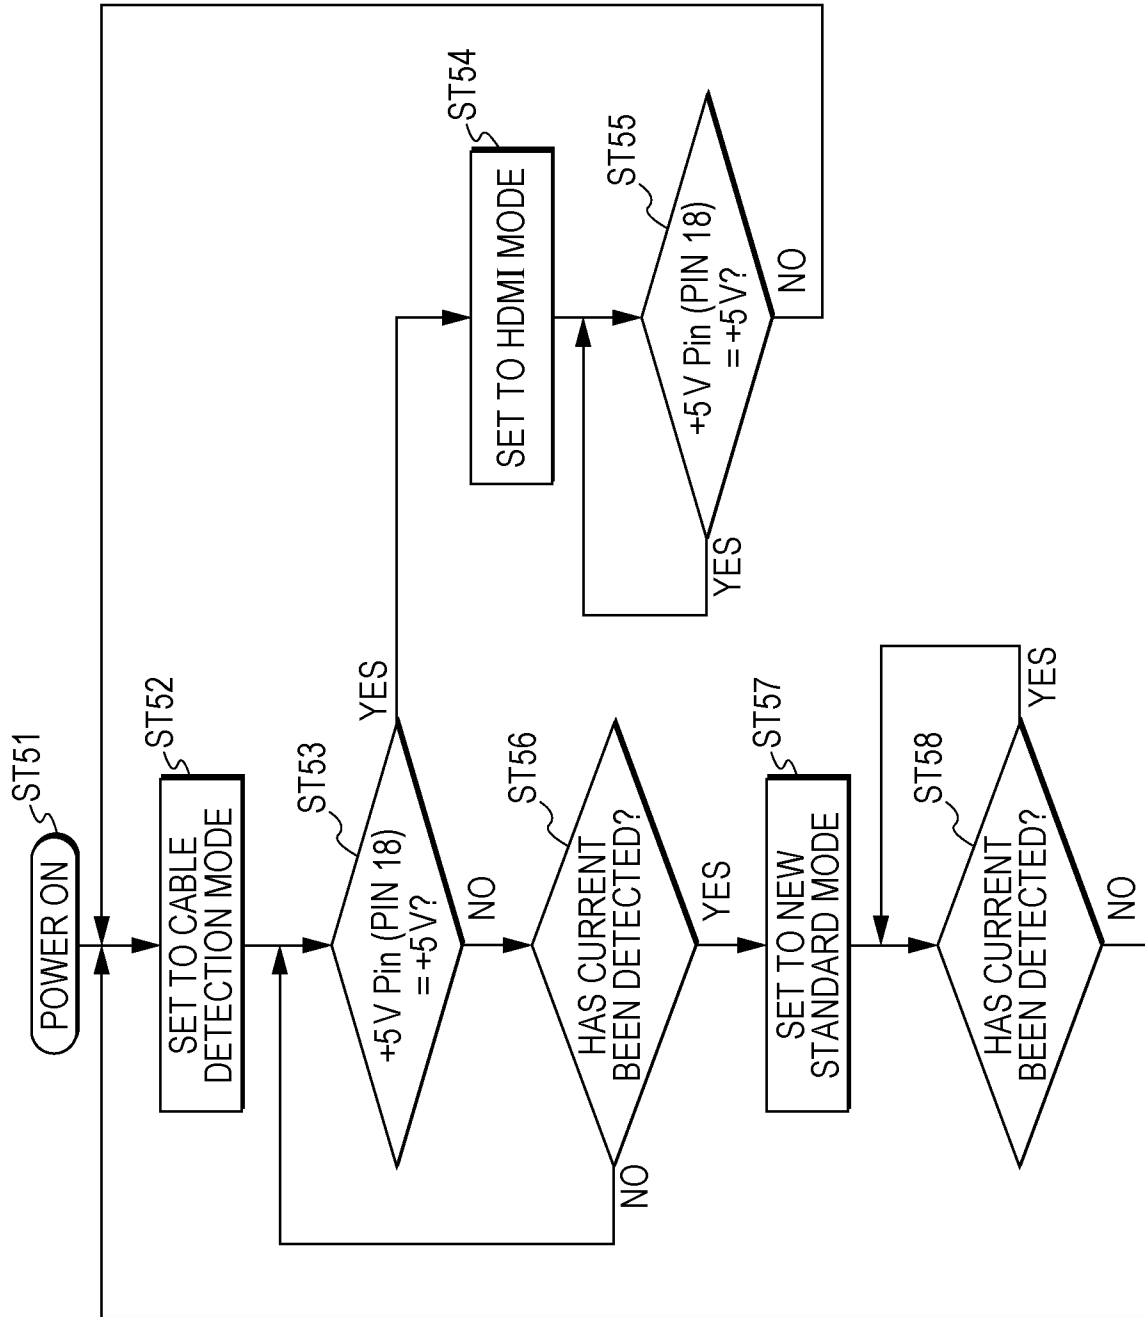 ST51
POWER ON
ST52
SET TO CABLE
DETECTION MODE
ST53
+5 V Pin (PIN 18)
= +5 V?
YES
NO
ST54
SET TO HDMI MODE
ST55
+5 V Pin (PIN 18)
= +5 V?
YES
NO
ST56
HAS CURRENT
BEEN DETECTED?
NO
YES
ST57
SET TO NEW
STANDARD MODE
ST58
HAS CURRENT
BEEN DETECTED?
YES
NO